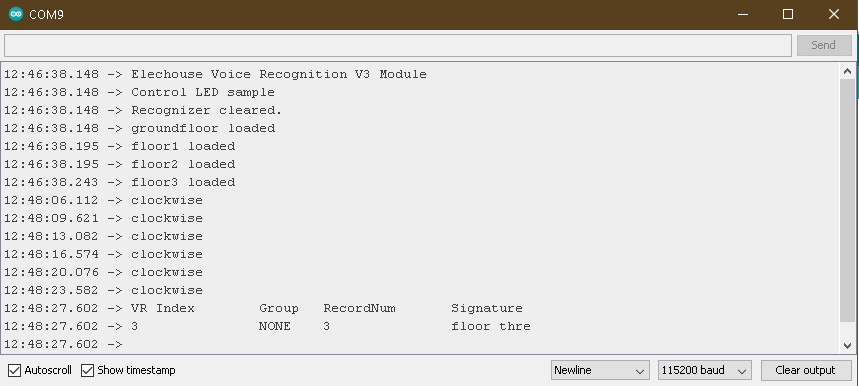 COM9
Send
12:46:38.148 -> Elechouse Voice Recognition V3 Module
12:46:38.148 -> Control LED sample
12:46:38.148 -> Recognizer cleared.
12:46:38.148 -> groundfloor loaded
12:46:38.195 -> floor1 loaded
12:46:38.195 -> floor2 loaded
12:46:38.243 -> floor3 loaded
12:48:06.112 -> clockwise
12:48:09.621 -> clockwise
12:48:13.082 -> clockwise
12:48:16.574 -> clockwise
12:48:20.076 -> clockwise
12:48:23.582 -> clockwise
12:48:27.602 -> VR Index Group RecordNum Signature
12:48:27.602 -> 3 NONE 3 floor thre
12:48:27.602 ->
Autoscroll Show timestamp Newline 115200 baud Clear output